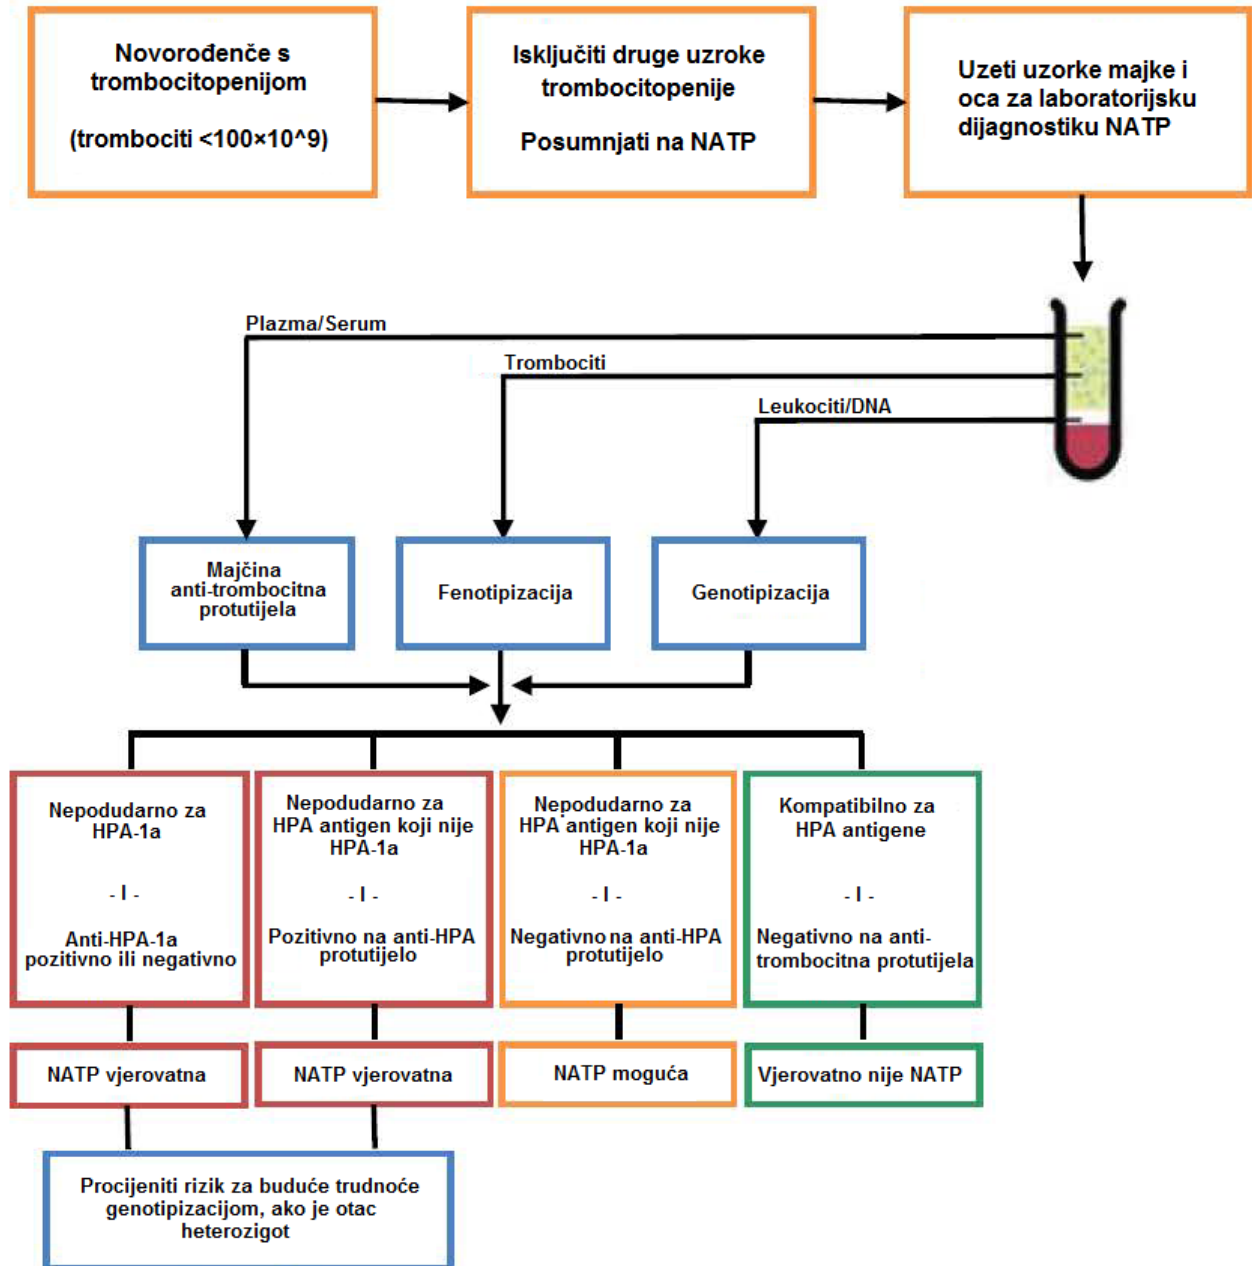 Novorođenče s
trombocitopenijom
(trombociti <100×10^9)
Isključiti druge uzroke
trombocitopenije
Posumnjati na NATP
Uzeti uzorke majke i
oca za laboratorijsku
dijagnostiku NATP
Plazma/Serum
Trombociti
Leukociti/DNA
Majčina
anti-trombocitna
protutijela
Fenotipizacija
Genotipizacija
Nepodudarno za
HPA-1a
- I -
Anti-HPA-1a
pozitivno ili negativno
Nepodudarno za
HPA antigen koji nije
HPA-1a
- I -
Pozitivno na anti-HPA
protutijelo
Nepodudarno za
HPA antigen koji nije
HPA-1a
- I -
Negativno na anti-HPA
protutijelo
Kompatibilno za
HPA antigene
- I -
Negativno na anti-
trombocitna protutijela
NATP vjerovatna
NATP vjerovatna
NATP moguća
Vjerovatno nije NATP
Procijeniti rizik za buduće trudnoće
genotipizacijom, ako je otac
heterozigot